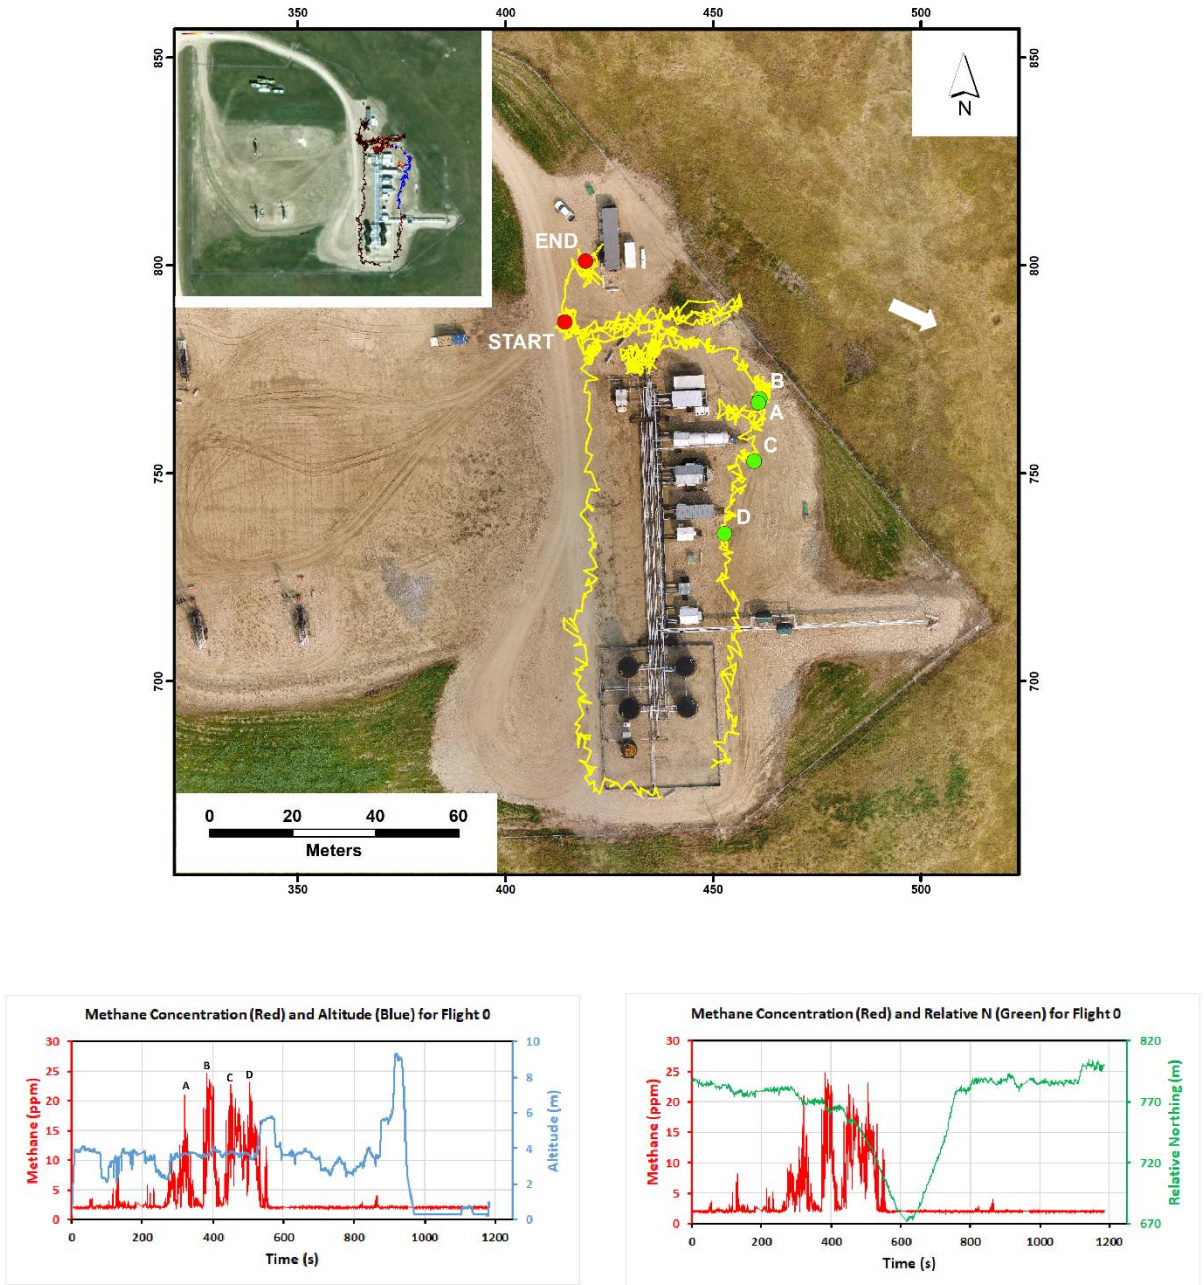 350 400 450 500
850
N
800
END
START
B
A
C
750
D
700
0 20 40 60
Meters
350 400 450 500
Methane Concentration (Red) and Altitude (Blue) for Flight 0
30 10
B
A C D
25 8
20
6
15
4
10
2
5
0 0
Methane (ppm)
Altitude (m)
0 200 400 600 800 1000 1200
Time (s)
Methane Concentration (Red) and Relative N (Green) for Flight 0
30 820
25
770
20
15
720
10
5
0 670
Methane (ppm)
Relative Northing (m)
0 200 400 600 800 1000 1200
Time (s)